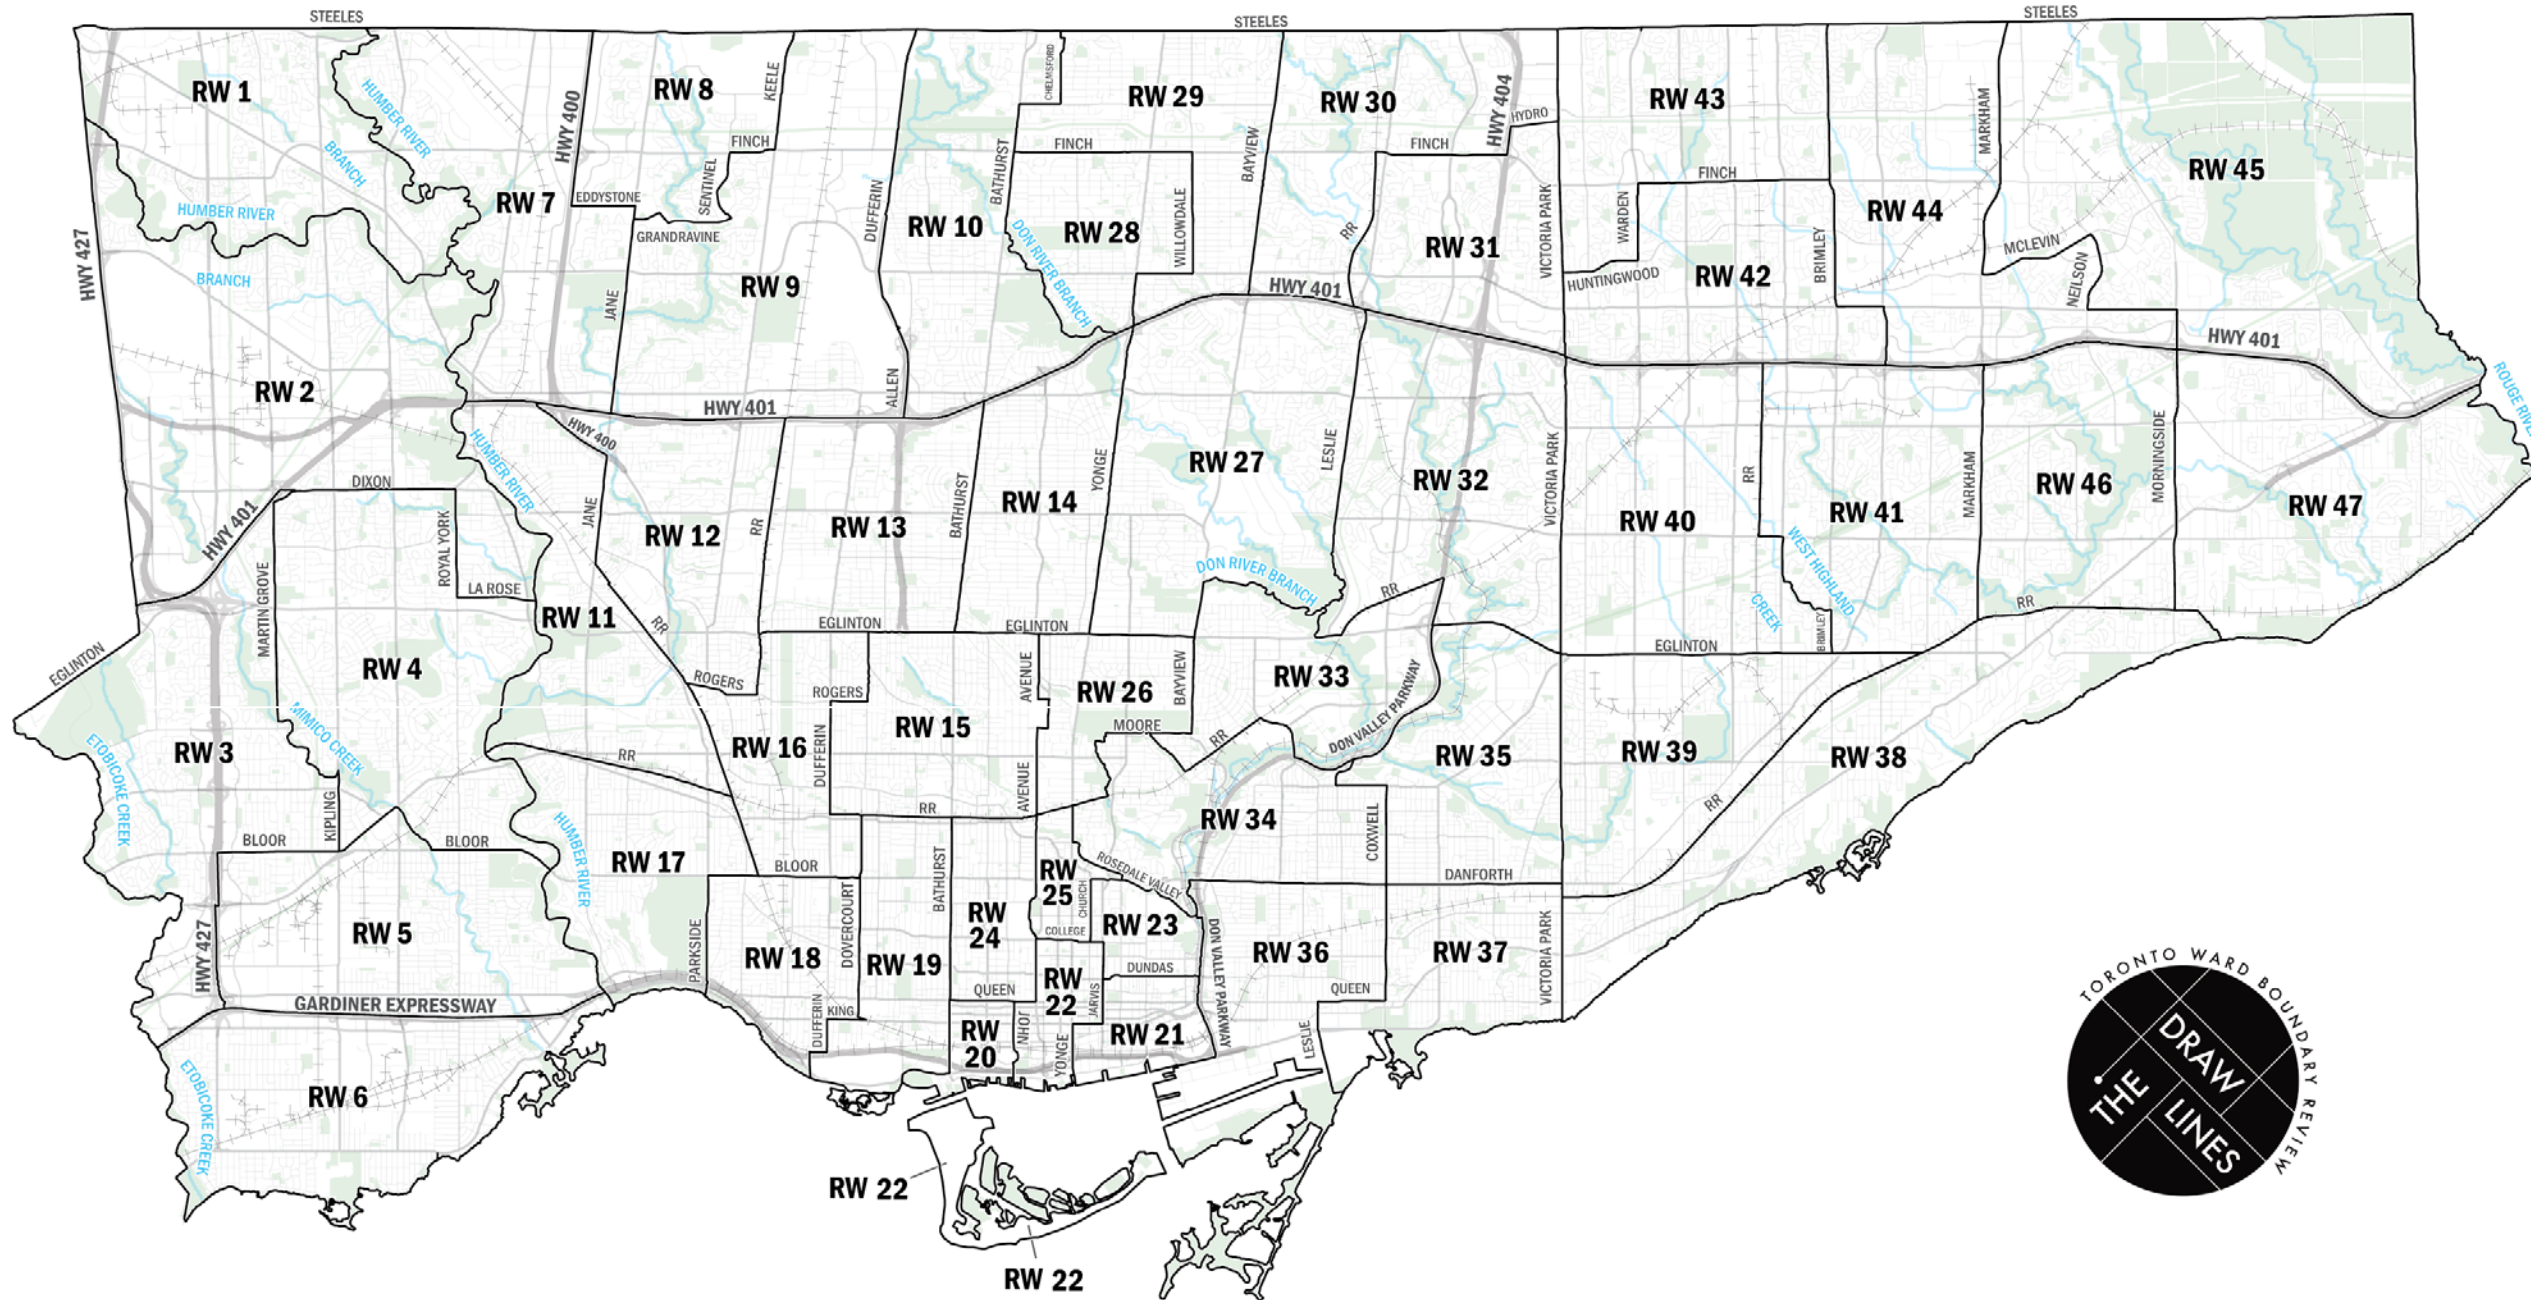 STEELES
STEELES
STEELES
RW 1
HUMBER RIVER
BRANCH
HUMBER RIVER
BRANCH
HWY 427
RW 7
HWY 400
EDDYSTONE
RW 8
KEELE
FINCH
SENTINEL
GRANDRAVINE
JANE
RW 9
DUFFERIN
ALLEN
RW 10
BATHURST
CHELMSFORD
RW 29
FINCH
RW 28
WILLOWDALE
DON RIVER BRANCH
BAYVIEW
RW 30
FINCH
HWY 404
HYDRO
RR
RW 31
VICTORIA PARK
HWY 401
RW 43
FINCH
WARDEN
HUNTINGWOOD
RW 42
BRIMLEY
RW 44
MARKHAM
MCLEVIN
NEILSON
RW 45
HWY 401
ROUGE RIVER
RW 2
HWY 401
DIXON
ROYAL YORK
LA ROSE
MARTIN GROVE
HUMBER RIVER
HWY 400
HWY 401
JANE
RW 11
RR
RW 12
RR
RW 13
BATHURST
RW 14
YONGE
RW 27
LESLIE
DON RIVER BRANCH
RW 32
VICTORIA PARK
RW 40
RR
RW 41
WEST HIGHLAND
CREEK
BRIMLEY
MARKHAM
RW 46
MORNINGSIDE
RR
RW 47
EGLINTON
RW 3
ETOBICOKE CREEK
MIMICO CREEK
RW 4
KIPLING
BLOOR
BLOOR
HUMBER RIVER
RR
ROGERS
EGLINTON
EGLINTON
ROGERS
RW 16
DUFFERIN
RW 15
AVENUE
AVENUE
RR
RW 26
BAYVIEW
MOORE
RR
RW 33
RR
DON VALLEY PARKWAY
RW 35
EGLINTON
RW 39
RR
RW 38
RW 34
COXWELL
DANFORTH
RW 17
BLOOR
PARKSIDE
RW 18
DOVERCOURT
DUFFERIN
KING
RW 19
BATHURST
RW
24
QUEEN
RW
25
CHURCH
ROSEDALE VALLEY
COLLEGE
RW 23
DUNDAS
RW
22
JARVIS
RW
20
JOHN
YONGE
RW 21
DON VALLEY PARKWAY
RW 36
QUEEN
LESLIE
RW 37
VICTORIA PARK
RW 5
HWY 427
GARDINER EXPRESSWAY
RW 6
ETOBICOKE CREEK
RW 22
RW 22
TORONTO WARD BOUNDARY REVIEW
DRAW
THE
LINES